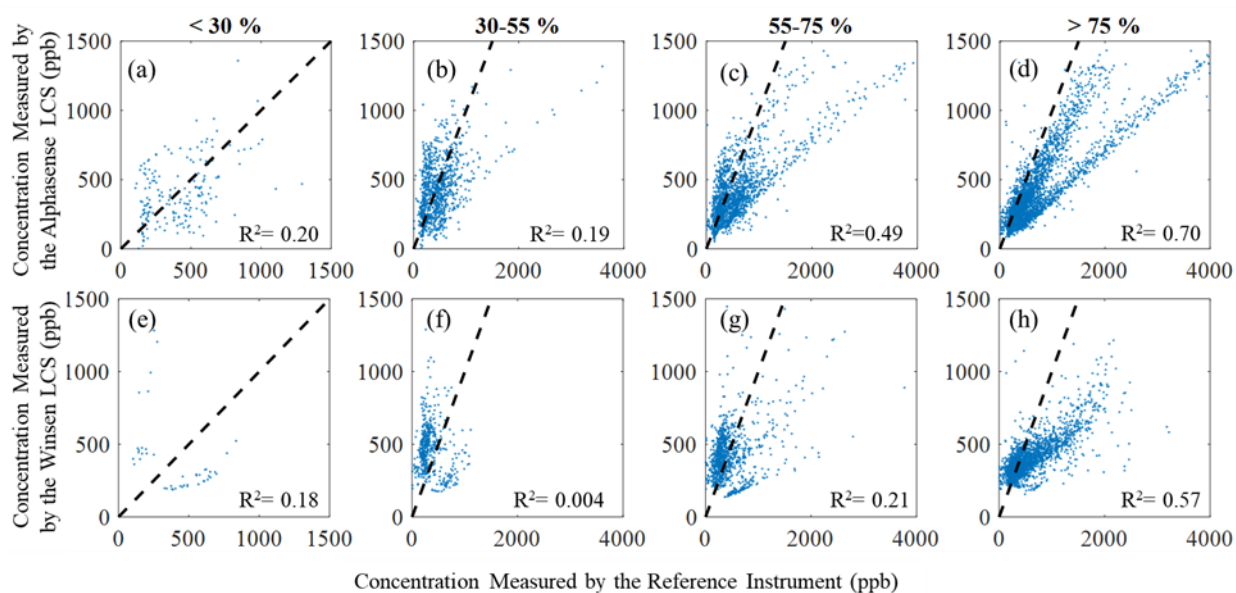 < 30 %
30-55 %
55-75 %
> 75 %
Concentration Measured by
the Alphasense LCS (ppb)
1500
1000
500
0
(a)
R²= 0.20
0
500
1000
1500
1500
1000
500
0
(b)
R²= 0.19
0
2000
4000
1500
1000
500
0
(c)
R²=0.49
0
2000
4000
1500
1000
500
0
(d)
R²= 0.70
0
2000
4000
Concentration Measured
by the Winsen LCS (ppb)
1500
1000
500
0
(e)
R²= 0.18
0
500
1000
1500
1500
1000
500
0
(f)
R²= 0.004
0
2000
4000
1500
1000
500
0
(g)
R²= 0.21
0
2000
4000
1500
1000
500
0
(h)
R²= 0.57
0
2000
4000
Concentration Measured by the Reference Instrument (ppb)